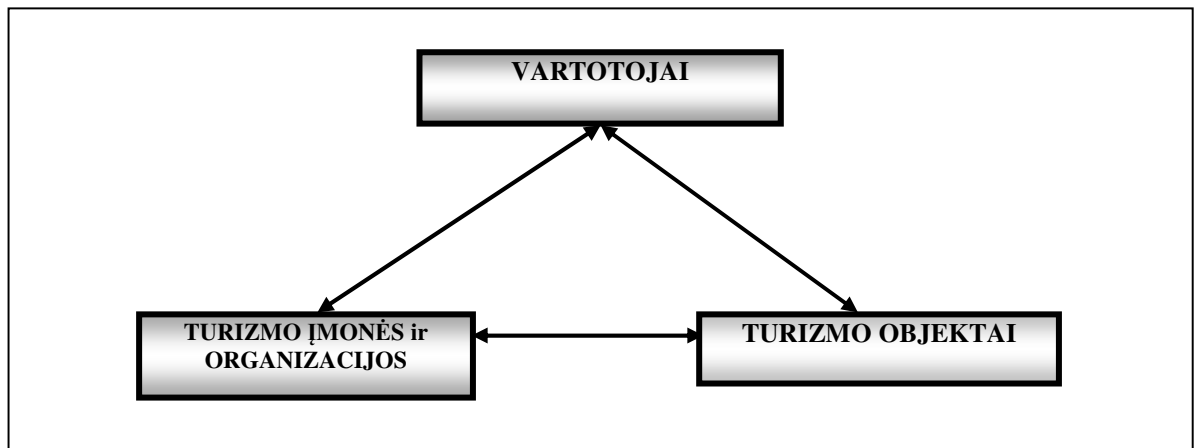 VARTOTOJAI
TURIZMO ĮMONĖS ir
ORGANIZACIJOS
TURIZMO OBJEKTAI